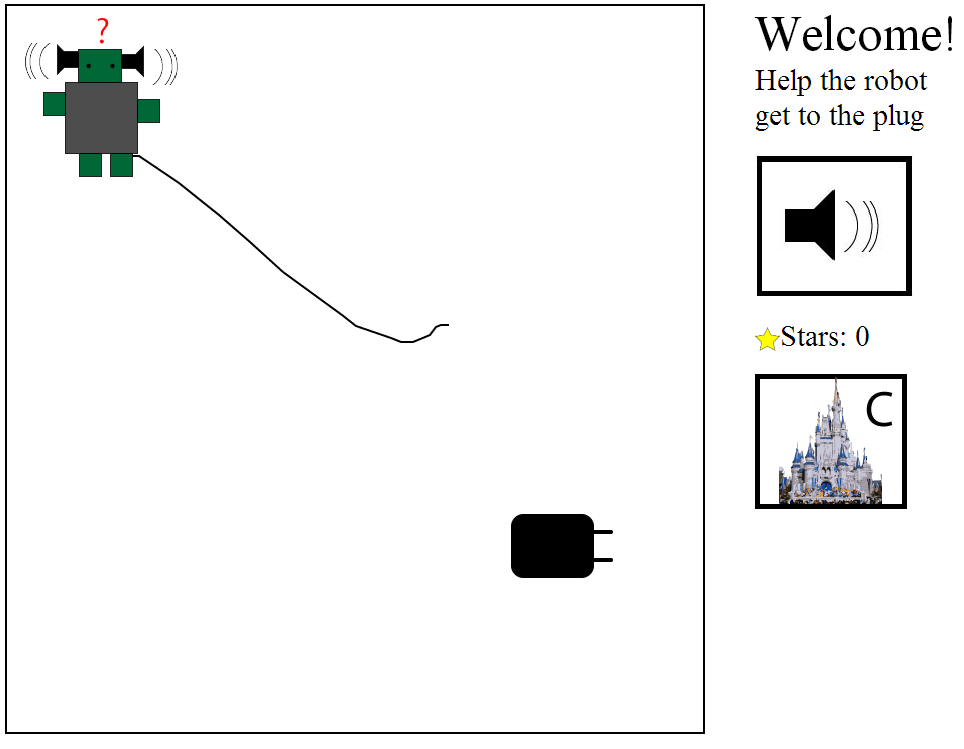 ?
Welcome!
Help the robot
get to the plug
Stars: 0
C